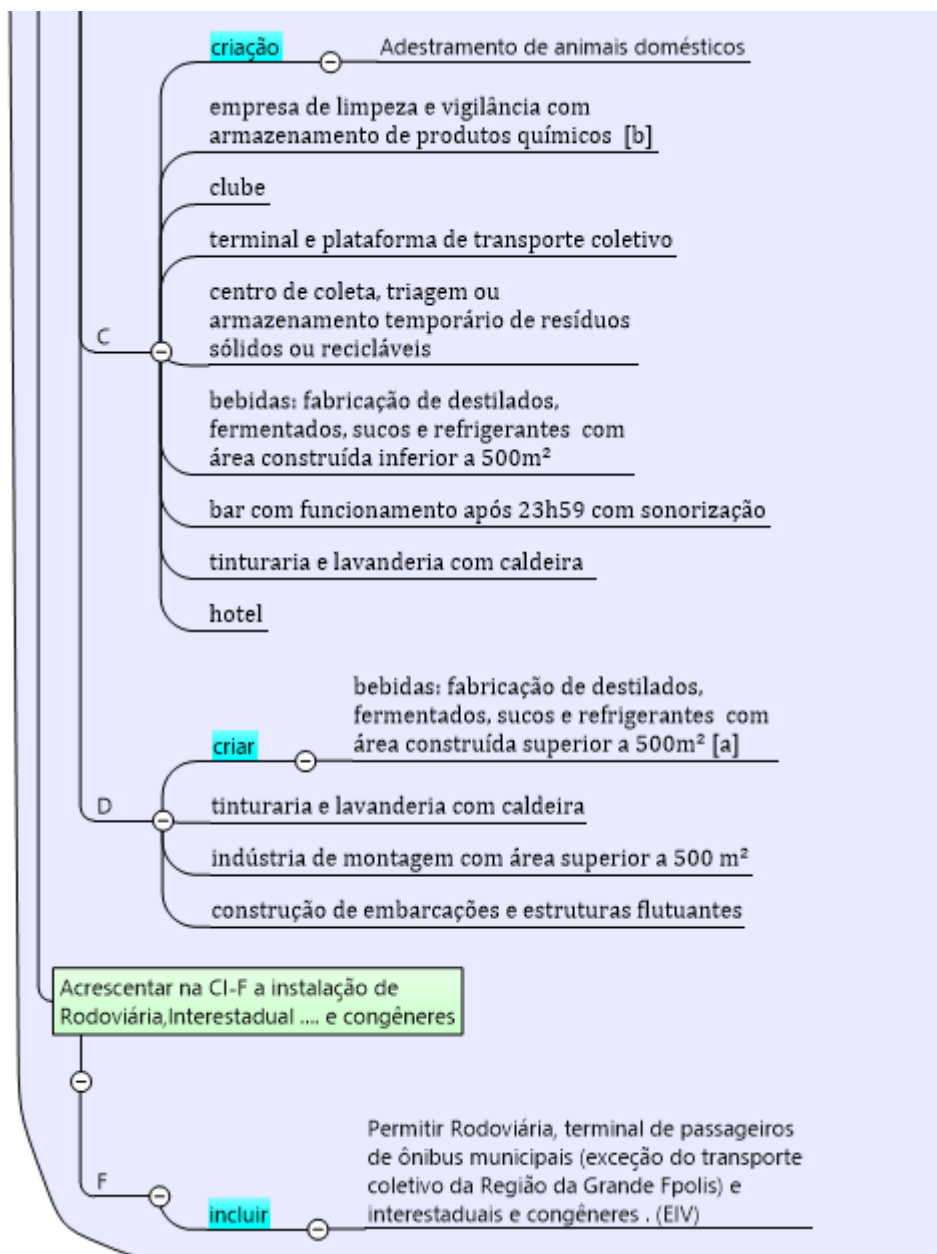 criação
Adestramento de animais domésticos
empresa de limpeza e vigilância com
armazenamento de produtos químicos [b]
clube
terminal e plataforma de transporte coletivo
centro de coleta, triagem ou
armazenamento temporário de resíduos
sólidos ou recicláveis
C
bebidas: fabricação de destilados,
fermentados, sucos e refrigerantes com
área construída inferior a 500m²
bar com funcionamento após 23h59 com sonorização
tinturaria e lavanderia com caldeira
hotel
bebidas: fabricação de destilados,
fermentados, sucos e refrigerantes com
área construída superior a 500m² [a]
criar
D
tinturaria e lavanderia com caldeira
indústria de montagem com área superior a 500 m²
construção de embarcações e estruturas flutuantes
Acrescentar na CI-F a instalação de
Rodoviária,Interestadual .... e congêneres
F
Permitir Rodoviária, terminal de passageiros
de ônibus municipais (exceção do transporte
coletivo da Região da Grande Fpolis) e
interestaduais e congêneres . (EIV)
incluir